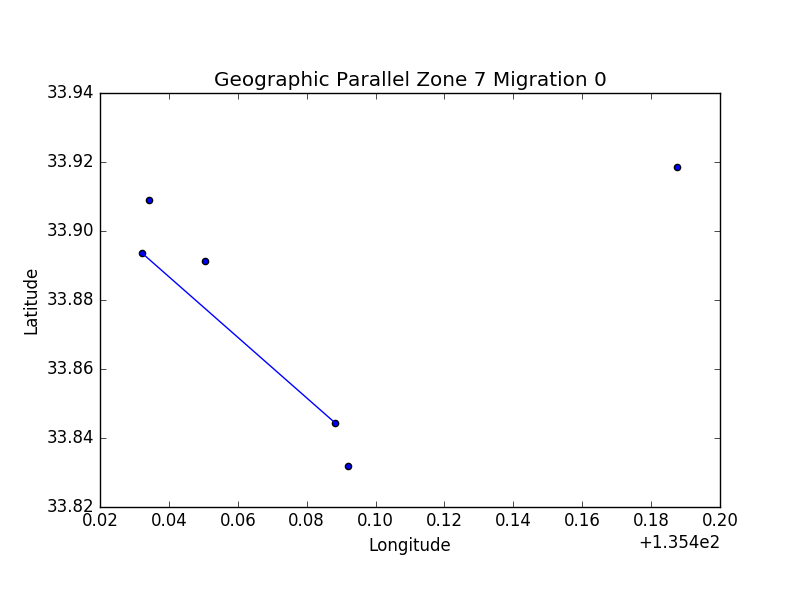 Geographic Parallel Zone 7 Migration 0
33.94
33.92
33.90
33.88
33.86
33.84
33.82
Latitude
0.02 0.04 0.06 0.08 0.10 0.12 0.14 0.16 0.18 0.20
Longitude
+1.354e2